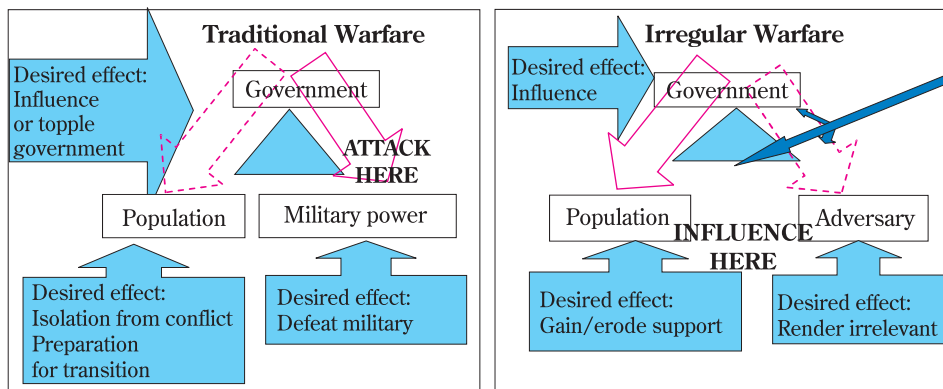 Traditional Warfare
Desired effect:
Influence
or topple
government
Government
ATTACK
HERE
Population
Military power
Desired effect:
Isolation from conflict
Preparation
for transition
Desired effect:
Defeat military
Irregular Warfare
Desired effect:
Influence
Government
Population
Adversary
INFLUENCE
HERE
Desired effect:
Gain/erode support
Desired effect:
Render irrelevant